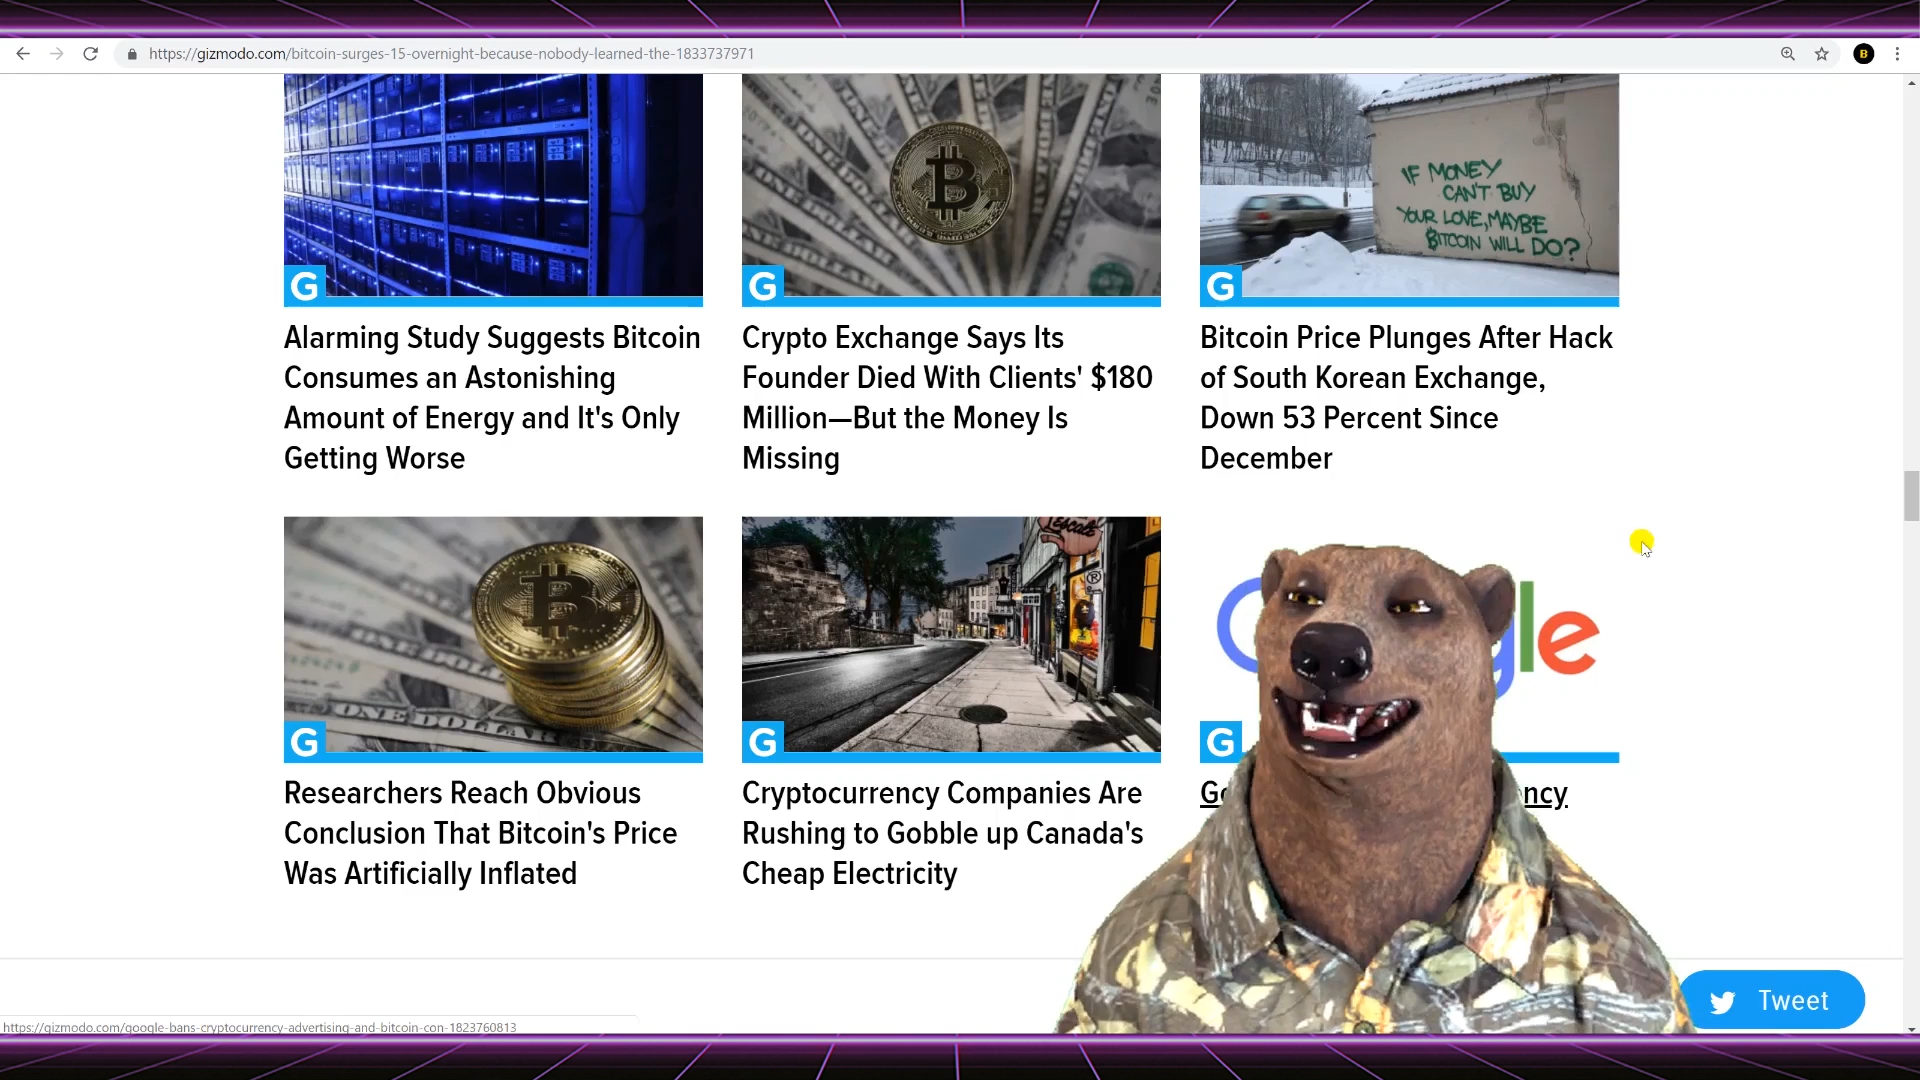 https://gizmodo.com/bitcoin-surges-15-overnight-because-nobody-learned-the-1833737971
B
IF MONEY
CAN'T BUY
YOUR LOVE, MAYBE
BITCOIN WILL DO?
G
G
G
Alarming Study Suggests Bitcoin
Consumes an Astonishing
Amount of Energy and It's Only
Getting Worse
Crypto Exchange Says Its
Founder Died With Clients' $180
Million—But the Money Is
Missing
Bitcoin Price Plunges After Hack
of South Korean Exchange,
Down 53 Percent Since
December
ONE DOLLAR
G
G
G
Researchers Reach Obvious
Conclusion That Bitcoin's Price
Was Artificially Inflated
Cryptocurrency Companies Are
Rushing to Gobble up Canada's
Cheap Electricity
Tweet
https://gizmodo.com/google-bans-cryptocurrency-advertising-and-bitcoin-con-1823760813